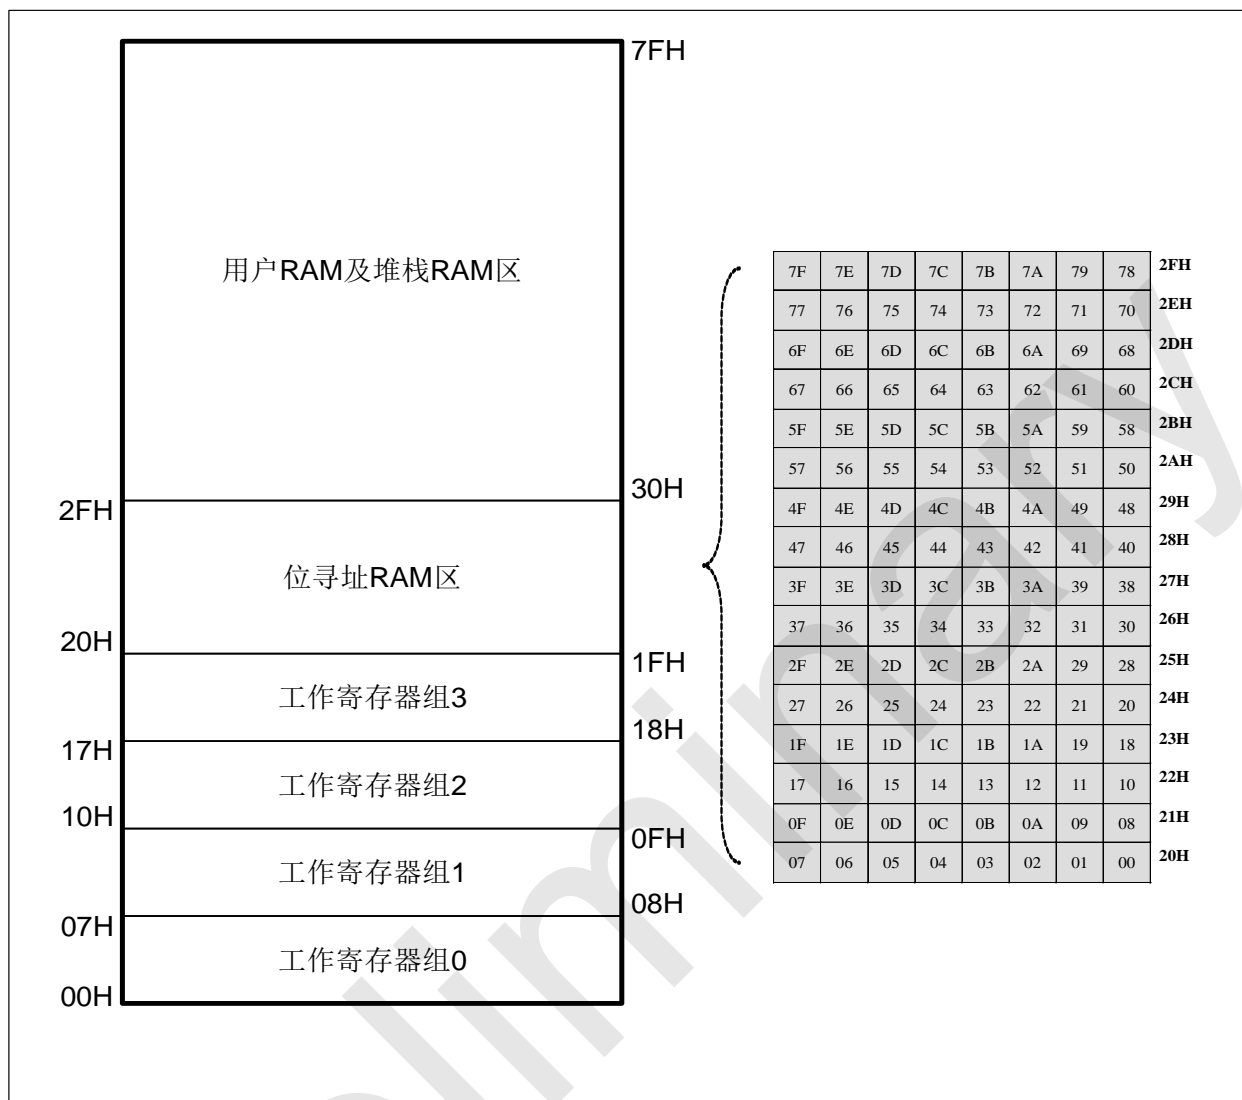 7FH
用户RAM及堆栈RAM区
30H
2FH
位寻址RAM区
20H
1FH
工作寄存器组3
18H
17H
工作寄存器组2
10H
0FH
工作寄存器组1
08H
07H
工作寄存器组0
00H
7F 7E 7D 7C 7B 7A 79 78 2FH
77 76 75 74 73 72 71 70 2EH
6F 6E 6D 6C 6B 6A 69 68 2DH
67 66 65 64 63 62 61 60 2CH
5F 5E 5D 5C 5B 5A 59 58 2BH
57 56 55 54 53 52 51 50 2AH
4F 4E 4D 4C 4B 4A 49 48 29H
47 46 45 44 43 42 41 40 28H
3F 3E 3D 3C 3B 3A 39 38 27H
37 36 35 34 33 32 31 30 26H
2F 2E 2D 2C 2B 2A 29 28 25H
27 26 25 24 23 22 21 20 24H
1F 1E 1D 1C 1B 1A 19 18 23H
17 16 15 14 13 12 11 10 22H
0F 0E 0D 0C 0B 0A 09 08 21H
07 06 05 04 03 02 01 00 20H
eliminary